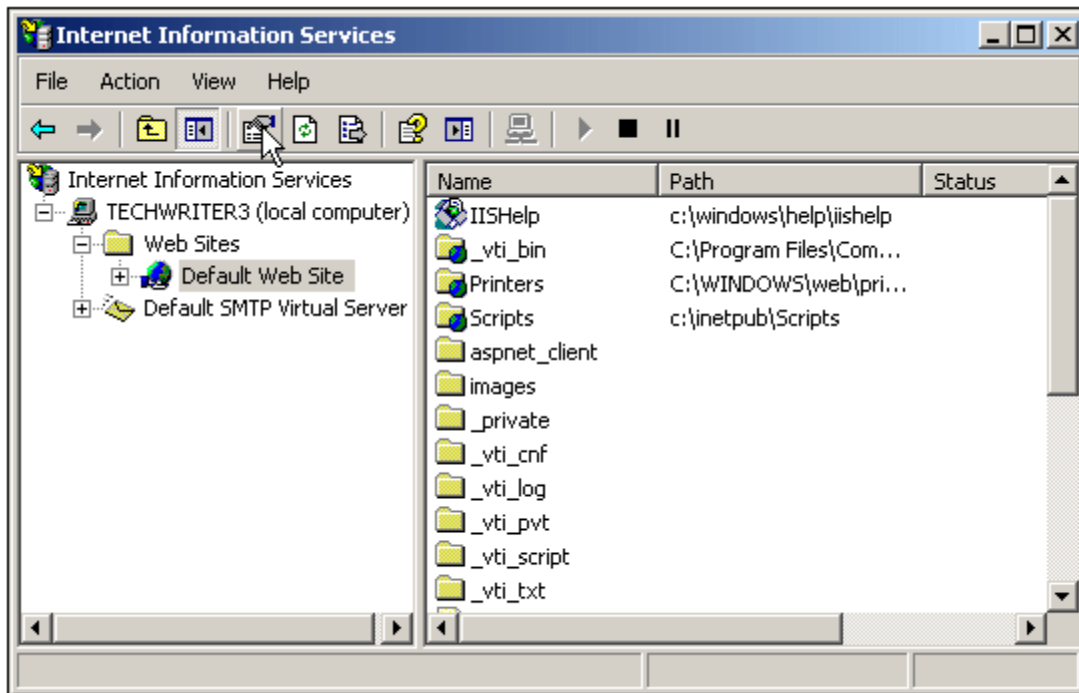 Internet Information Services
File Action View Help
Internet Information Services
TECHWRITER3 (local computer)
Web Sites
Default Web Site
Default SMTP Virtual Server
Name Path Status
IISHelp c:\windows\help\iishelp
_vti_bin C:\Program Files\Com...
Printers C:\WINDOWS\web\pri...
Scripts c:\inetpub\Scripts
aspnet_client
images
_private
_vti_cnf
_vti_log
_vti_pvt
_vti_script
_vti_txt